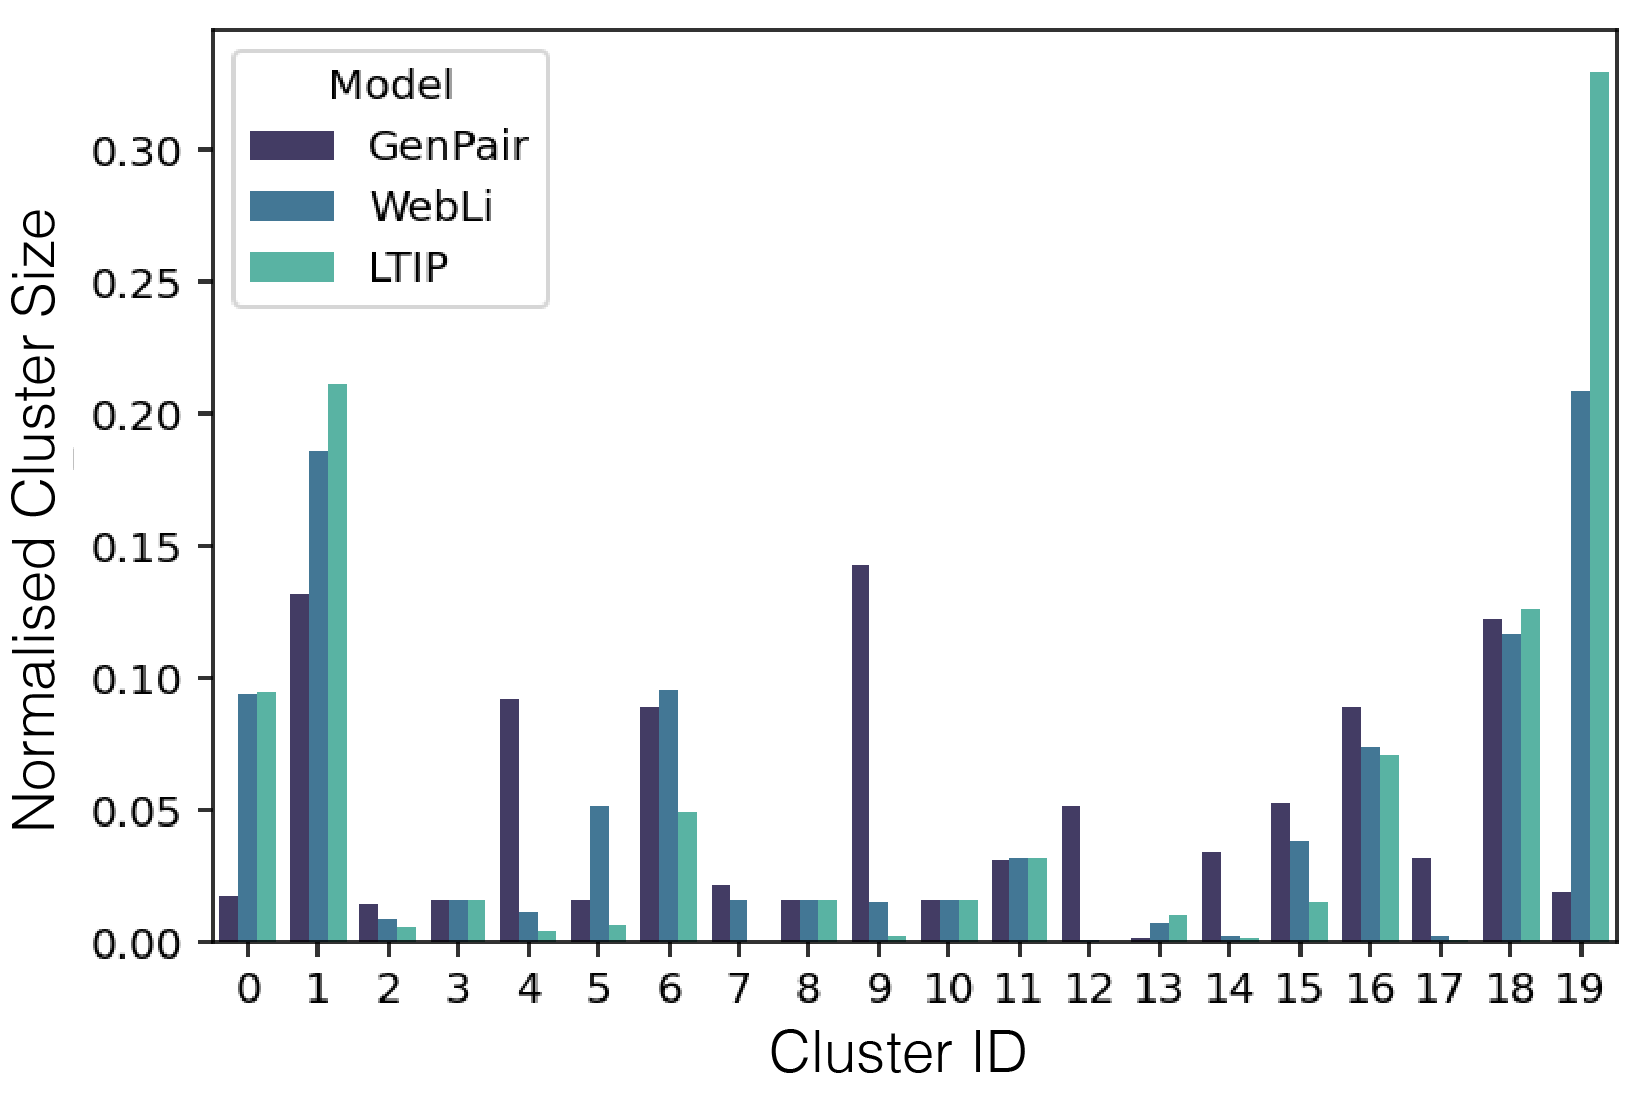 Model
GenPair
WebLi
LTIP
Normalised Cluster Size
0.30
0.25
0.20
0.15
0.10
0.05
0.00
0 1 2 3 4 5 6 7 8 9 10 11 12 13 14 15 16 17 18 19
Cluster ID